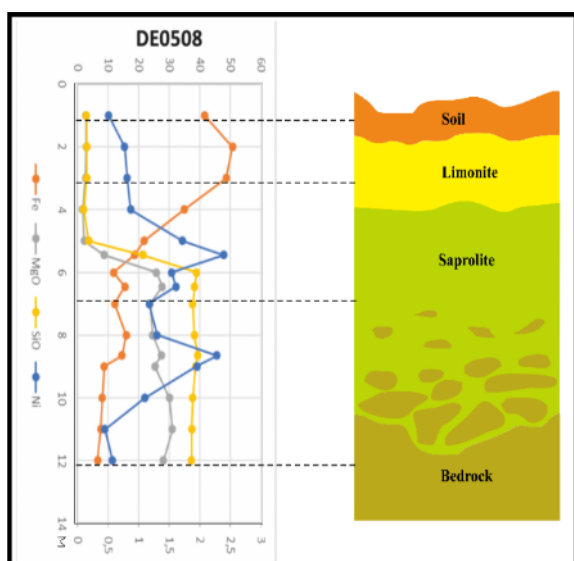 DE0508
0 10 20 30 40 50 60
0
2
4
6
8
10
12
14 M
0 0,5 1 1,5 2 2,5 3
Fe
MgO
SiO
Ni
Soil
Limonite
Saprolite
Bedrock